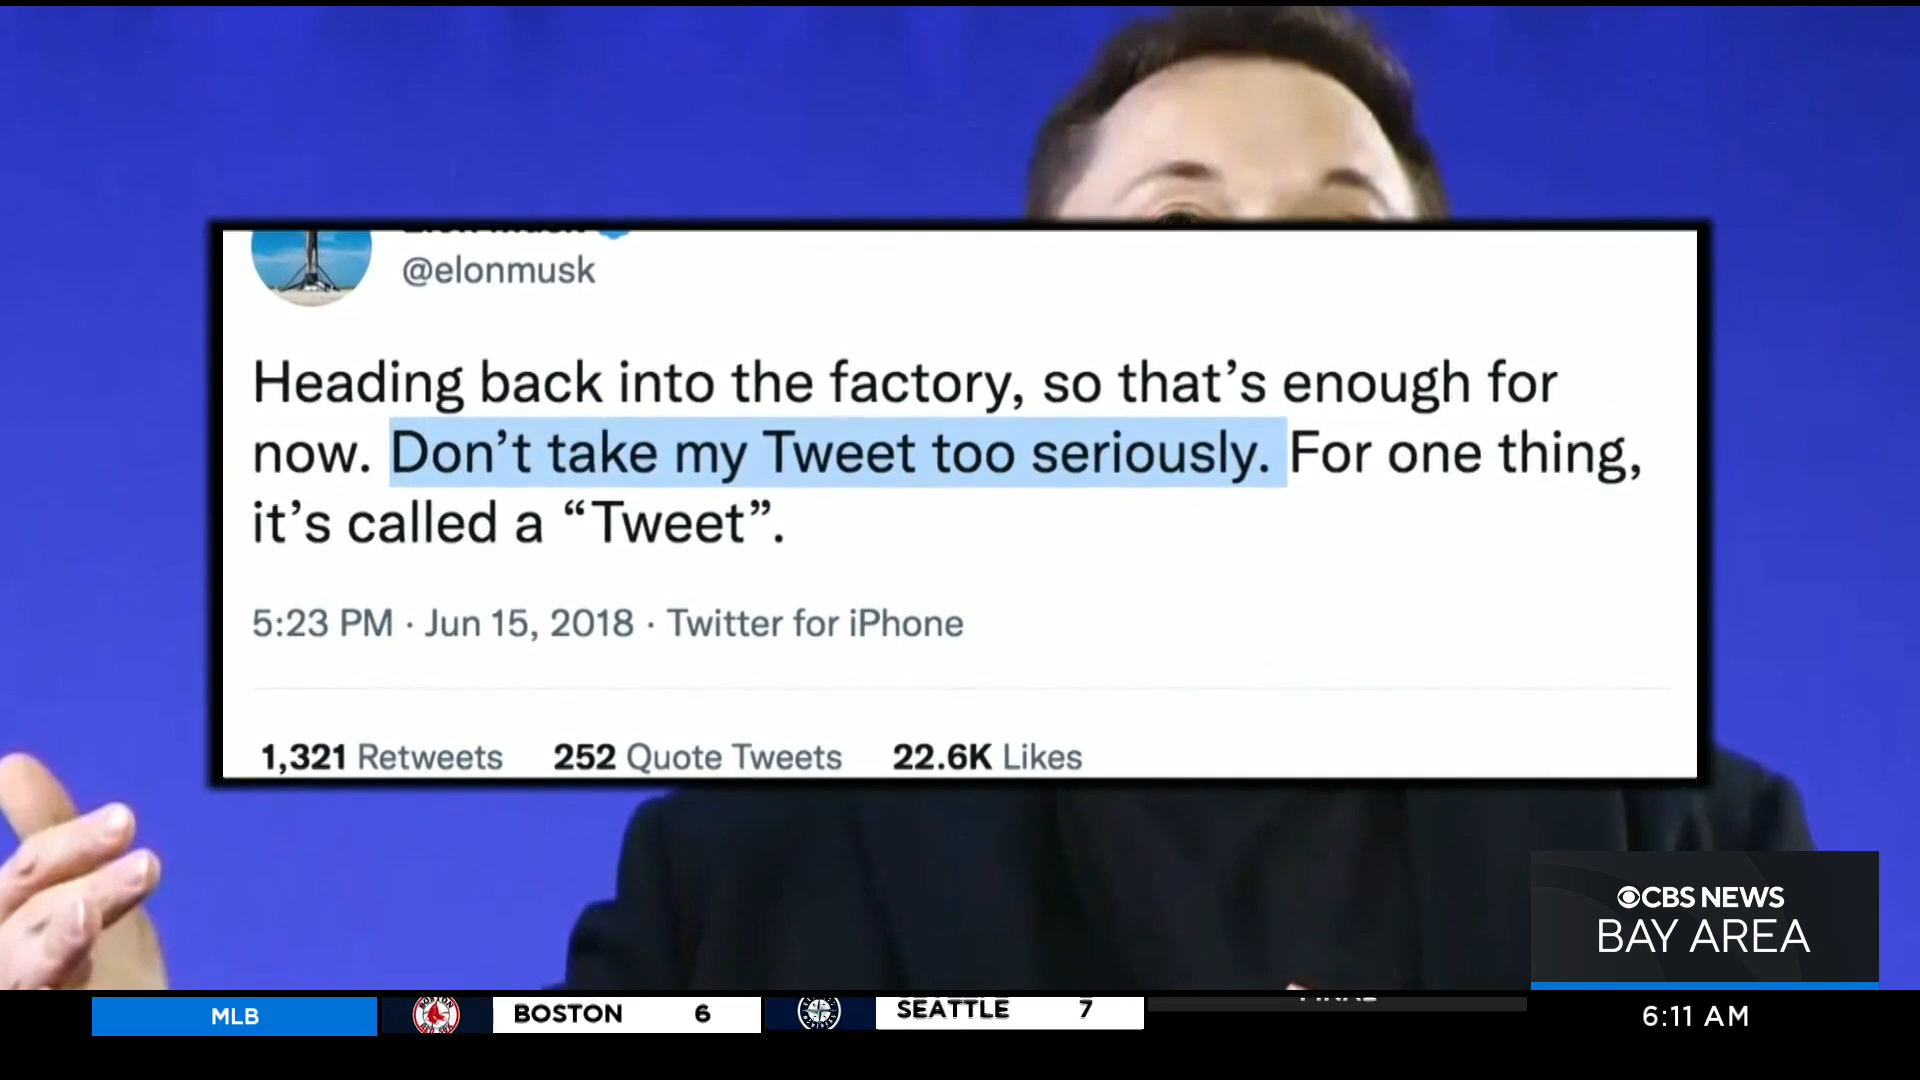 @elonmusk
Heading back into the factory, so that’s enough for
now. Don’t take my Tweet too seriously. For one thing,
it’s called a “Tweet”.
5:23 PM · Jun 15, 2018 · Twitter for iPhone
1,321 Retweets 252 Quote Tweets 22.6K Likes
CBS NEWS
BAY AREA
MLB BOSTON 6 SEATTLE 7
6:11 AM